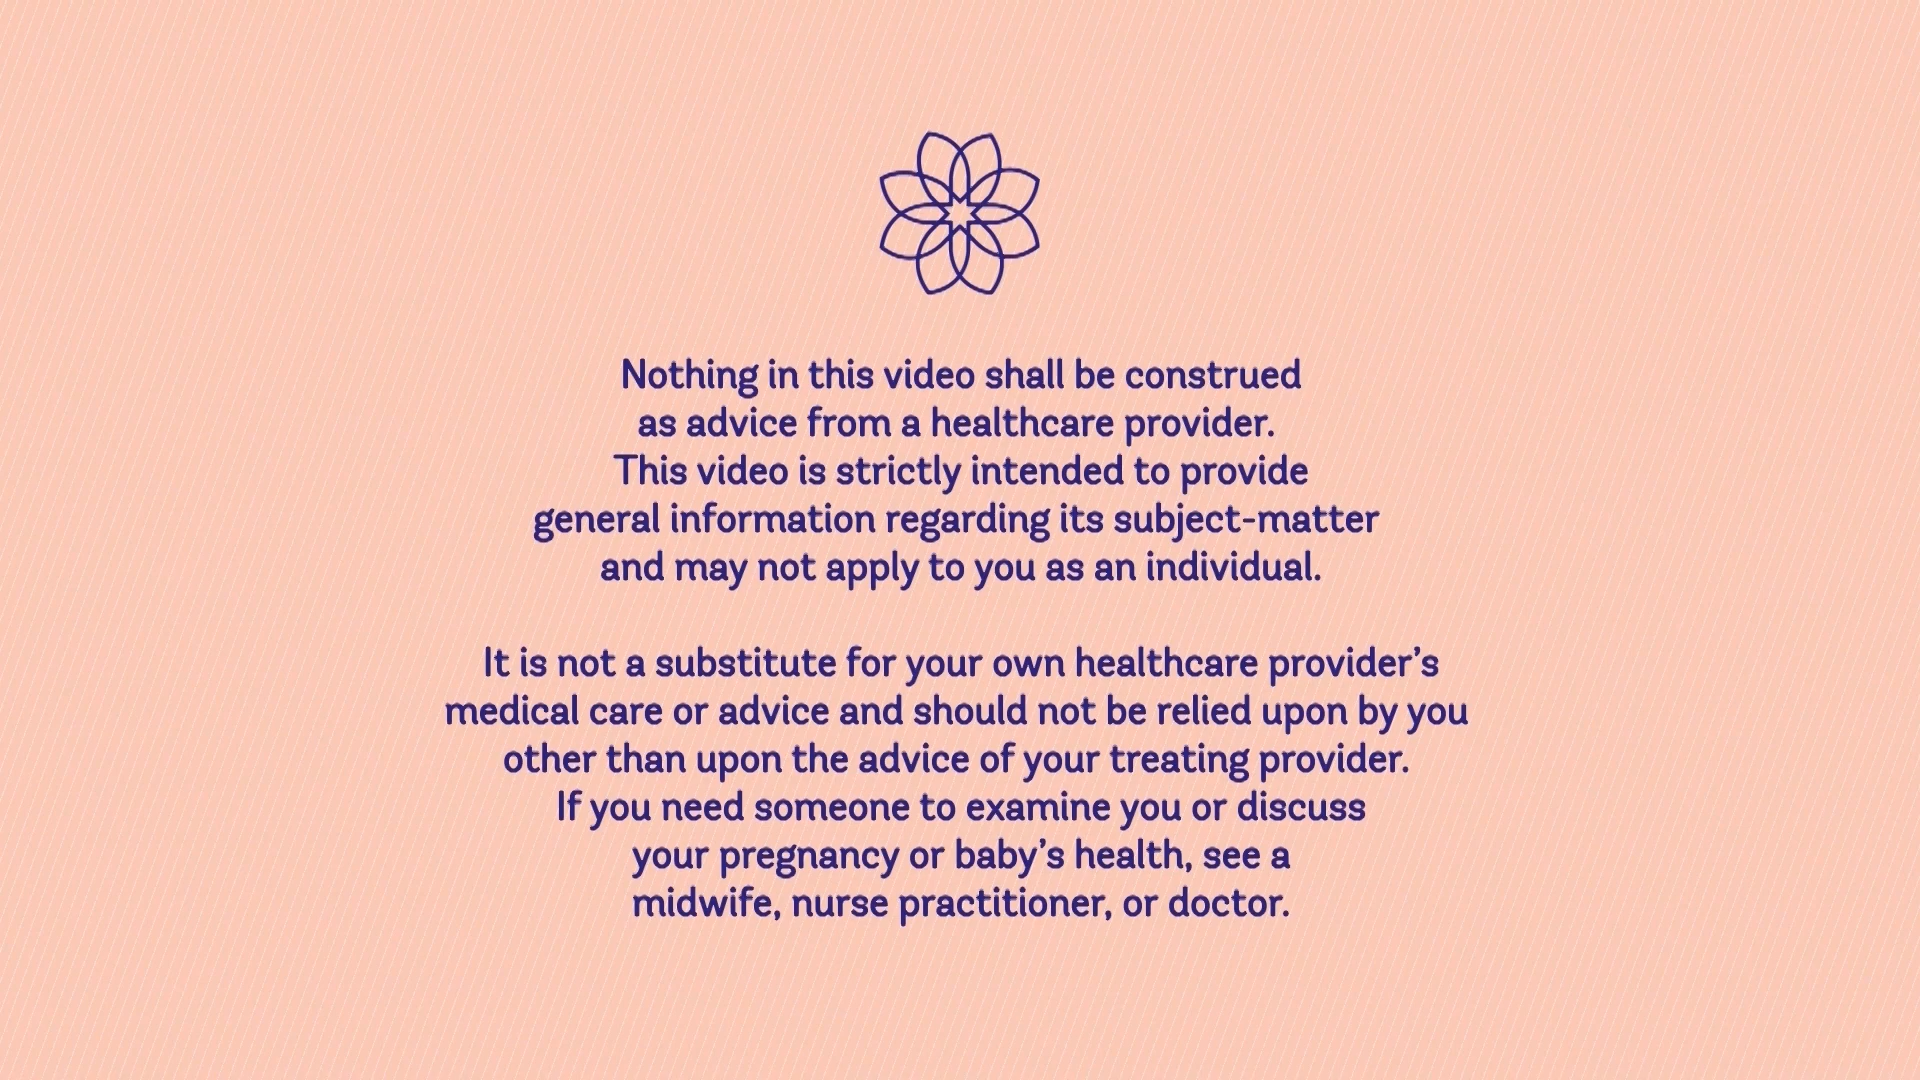 Nothing in this video shall be construed
as advice from a healthcare provider.
This video is strictly intended to provide
general information regarding its subject-matter
and may not apply to you as an individual.
It is not a substitute for your own healthcare provider’s
medical care or advice and should not be relied upon by you
other than upon the advice of your treating provider.
If you need someone to examine you or discuss
your pregnancy or baby’s health, see a
midwife, nurse practitioner, or doctor.